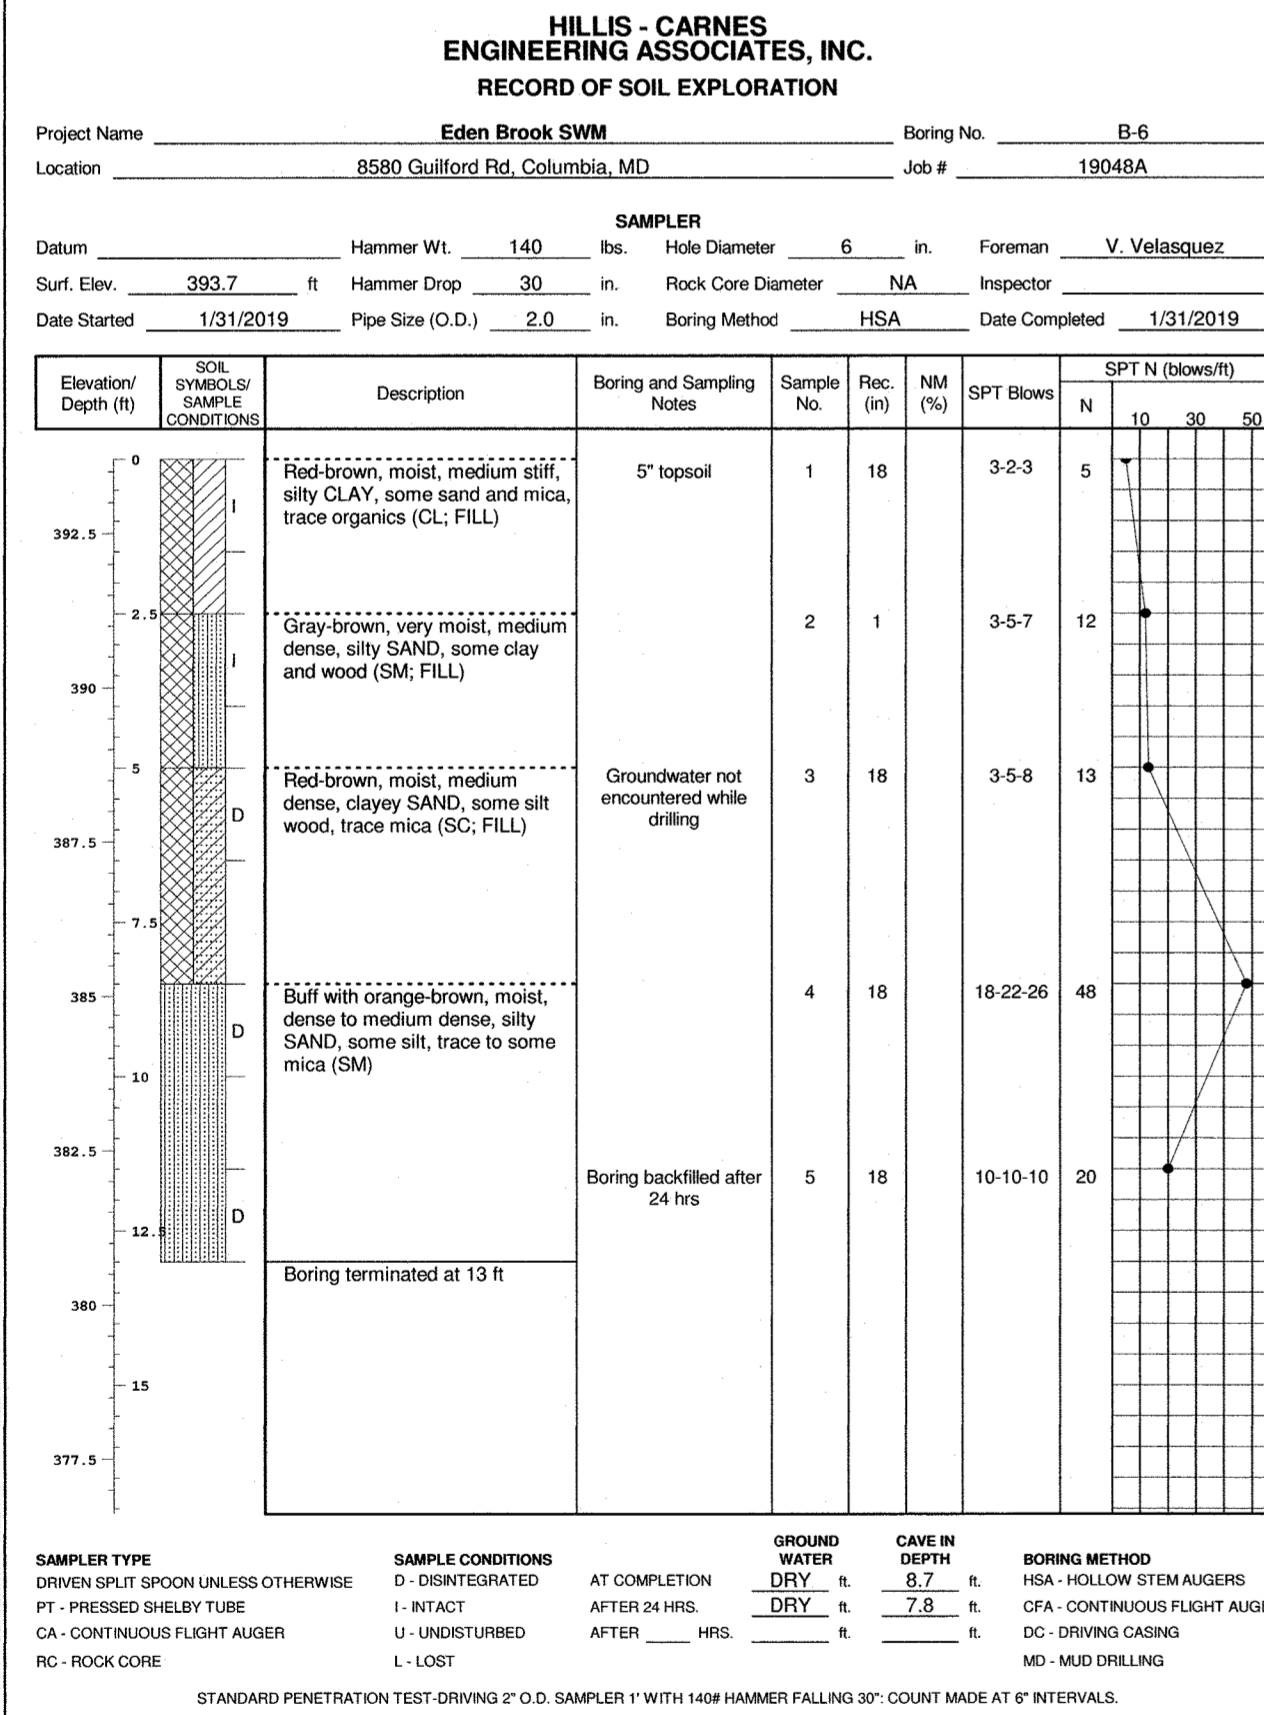 HILLIS - CARNES
ENGINEERING ASSOCIATES, INC.
RECORD OF SOIL EXPLORATION
Project Name Eden Brook SWM Boring No. B-6
Location 8580 Guilford Rd, Columbia, MD Job # 19048A
SAMPLER
Datum Hammer Wt. 140 lbs. Hole Diameter 6 in. Foreman V. Velasquez
Surf. Elev. 393.7 ft Hammer Drop 30 in. Rock Core Diameter NA Inspector
Date Started 1/31/2019 Pipe Size (O.D.) 2.0 in. Boring Method HSA Date Completed 1/31/2019
Elevation/
Depth (ft)
SOIL
SYMBOLS/
SAMPLE
CONDITIONS
Description
Boring and Sampling
Notes
Sample
No.
Rec.
(in)
NM
(%)
SPT Blows
SPT N (blows/ft)
N
10 30 50
0
Red-brown, moist, medium stiff,
silty CLAY, some sand and mica,
trace organics (CL; FILL)
5" topsoil
1 18 3-2-3 5
I
392.5
2.5
Gray-brown, very moist, medium
dense, silty SAND, some clay
and wood (SM; FILL)
2 1 3-5-7 12
I
390
5
Red-brown, moist, medium
dense, clayey SAND, some silt
wood, trace mica (SC; FILL)
Groundwater not
encountered while
drilling
3 18 3-5-8 13
D
387.5
7.5
385
Buff with orange-brown, moist,
dense to medium dense, silty
SAND, some silt, trace to some
mica (SM)
4 18 18-22-26 48
D
10
382.5
Boring backfilled after
24 hrs
5 18 10-10-10 20
D
12.5
Boring terminated at 13 ft
380
15
377.5
SAMPLER TYPE
DRIVEN SPLIT SPOON UNLESS OTHERWISE
PT - PRESSED SHELBY TUBE
CA - CONTINUOUS FLIGHT AUGER
RC - ROCK CORE
SAMPLE CONDITIONS
D - DISINTEGRATED
I - INTACT
U - UNDISTURBED
L - LOST
GROUND
WATER
CAVE IN
DEPTH
AT COMPLETION DRY ft. 8.7 ft.
AFTER 24 HRS. DRY ft. 7.8 ft.
AFTER HRS. ft. ft.
BORING METHOD
HSA - HOLLOW STEM AUGERS
CFA - CONTINUOUS FLIGHT AUG
DC - DRIVING CASING
MD - MUD DRILLING
STANDARD PENETRATION TEST-DRIVING 2" O.D. SAMPLER 1' WITH 140# HAMMER FALLING 30": COUNT MADE AT 6" INTERVALS.